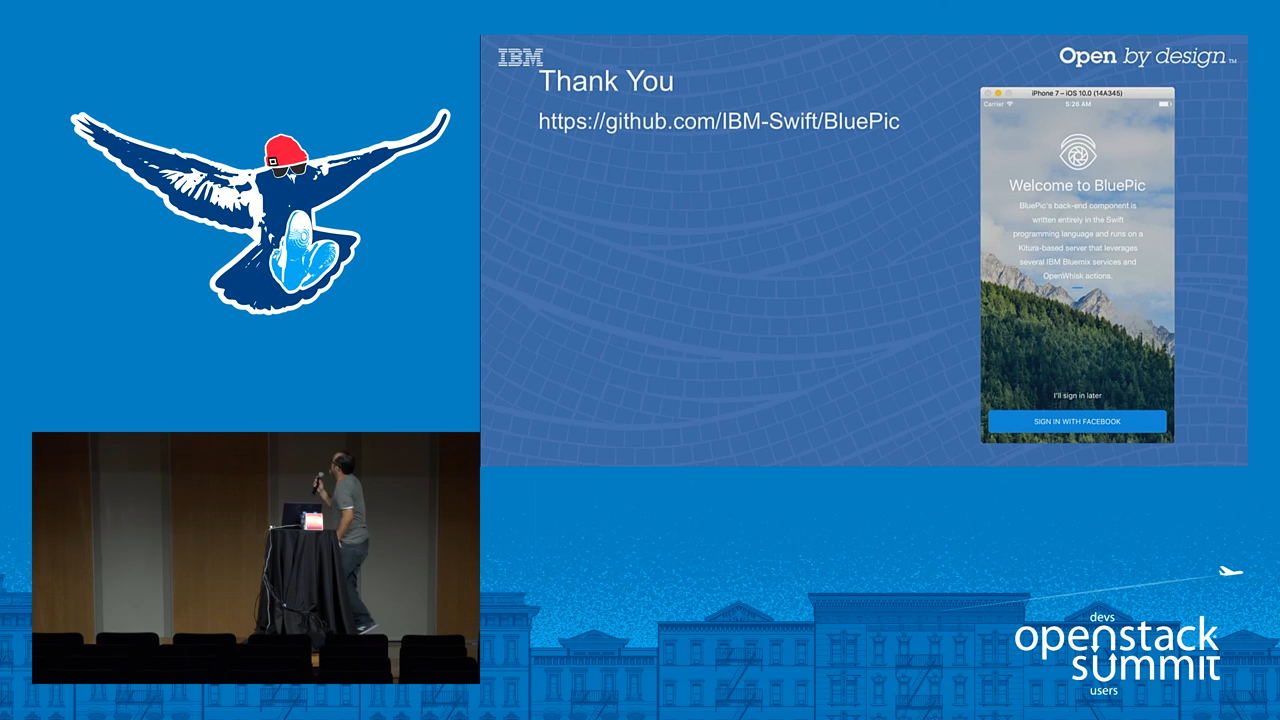 IBM
Open by design™
Thank You
https://github.com/IBM-Swift/BluePic
iPhone 7 – iOS 10.0 (14A345)
Carrier
5:26 AM
Welcome to BluePic
BluePic's back-end component is
written entirely in the Swift
programming language and runs on a
Kitura-based server that leverages
several IBM Bluemix services and
OpenWhisk actions.
I'll sign in later
SIGN IN WITH FACEBOOK
devs
openstack
summit
users